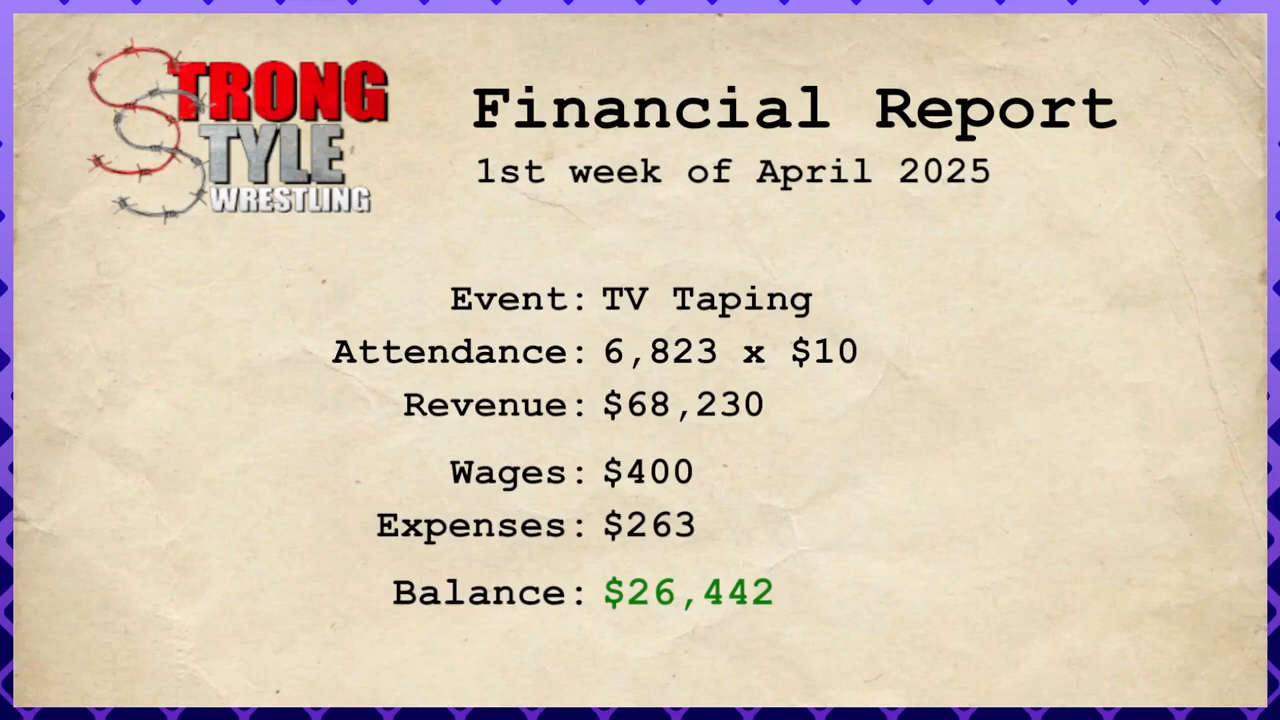 STRONG
STYLE
WRESTLING
Financial Report
1st week of April 2025
Event: TV Taping
Attendance: 6,823 x $10
Revenue: $68,230
Wages: $400
Expenses: $263
Balance: $26,442